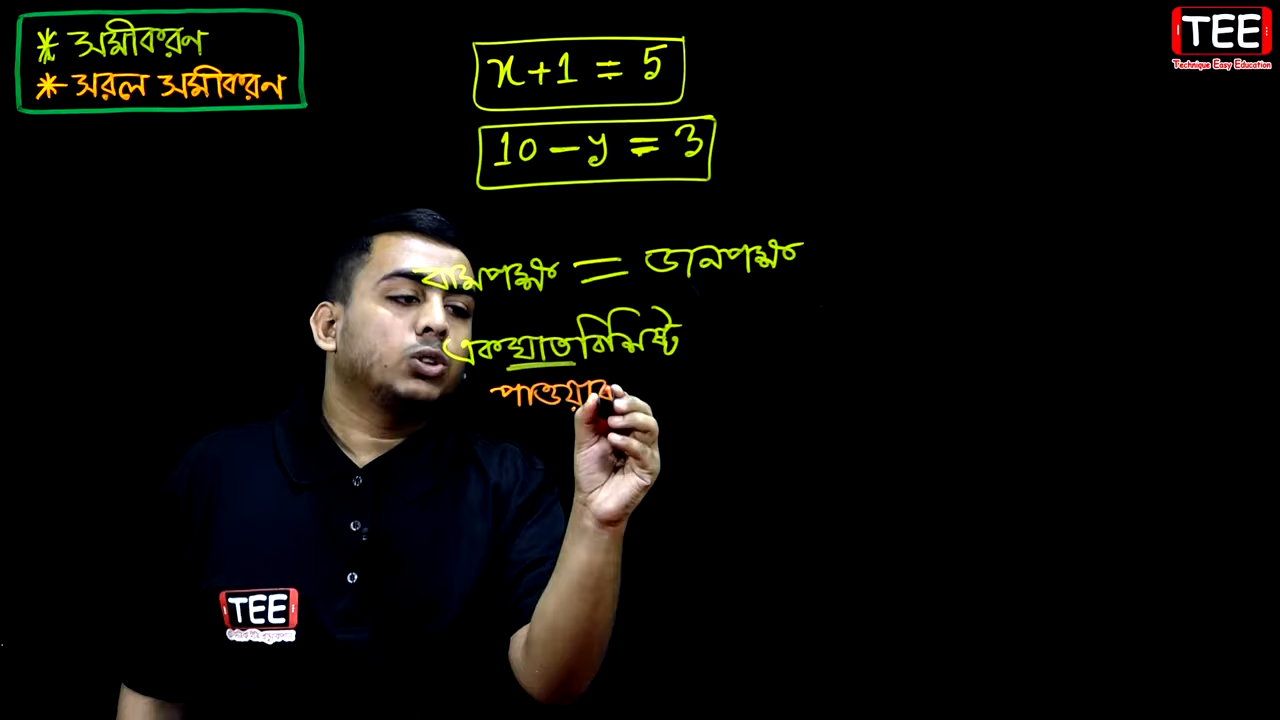 * সমীকরণ
* সরল সমীকরণ
x+1 = 5
10-y = 3
বামপক্ষ = ডানপক্ষ
একঘাতবিশিষ্ট
পাওয়ার
TEE
Technique Easy Education
TEE